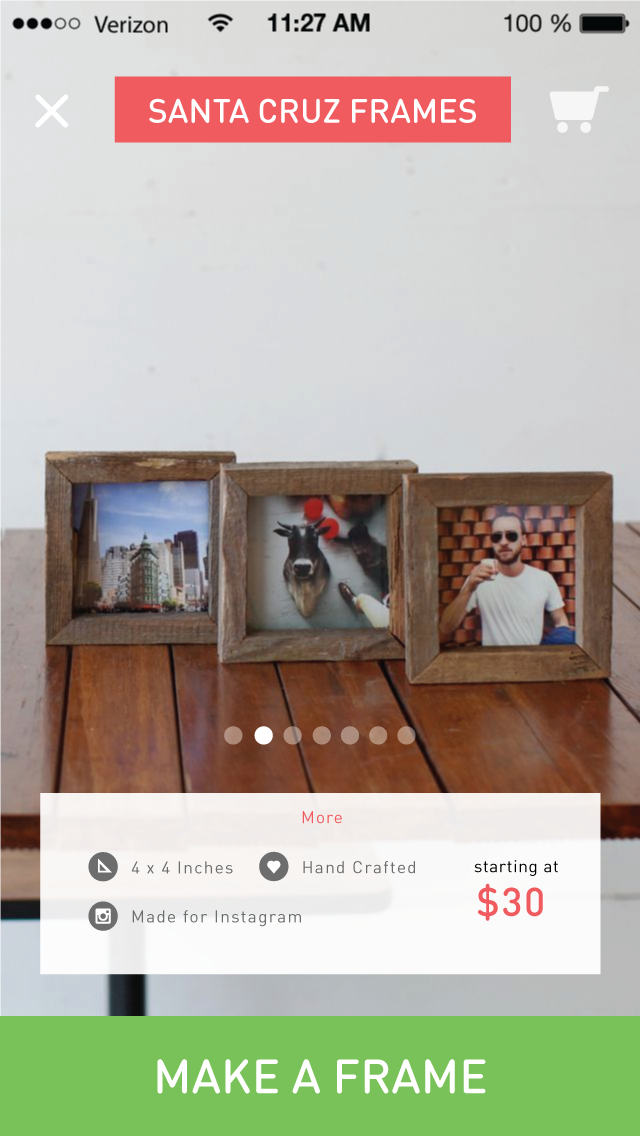 Verizon 11:27 AM 100 %
SANTA CRUZ FRAMES
More
4 x 4 Inches Hand Crafted starting at
$30
Made for Instagram
MAKE A FRAME